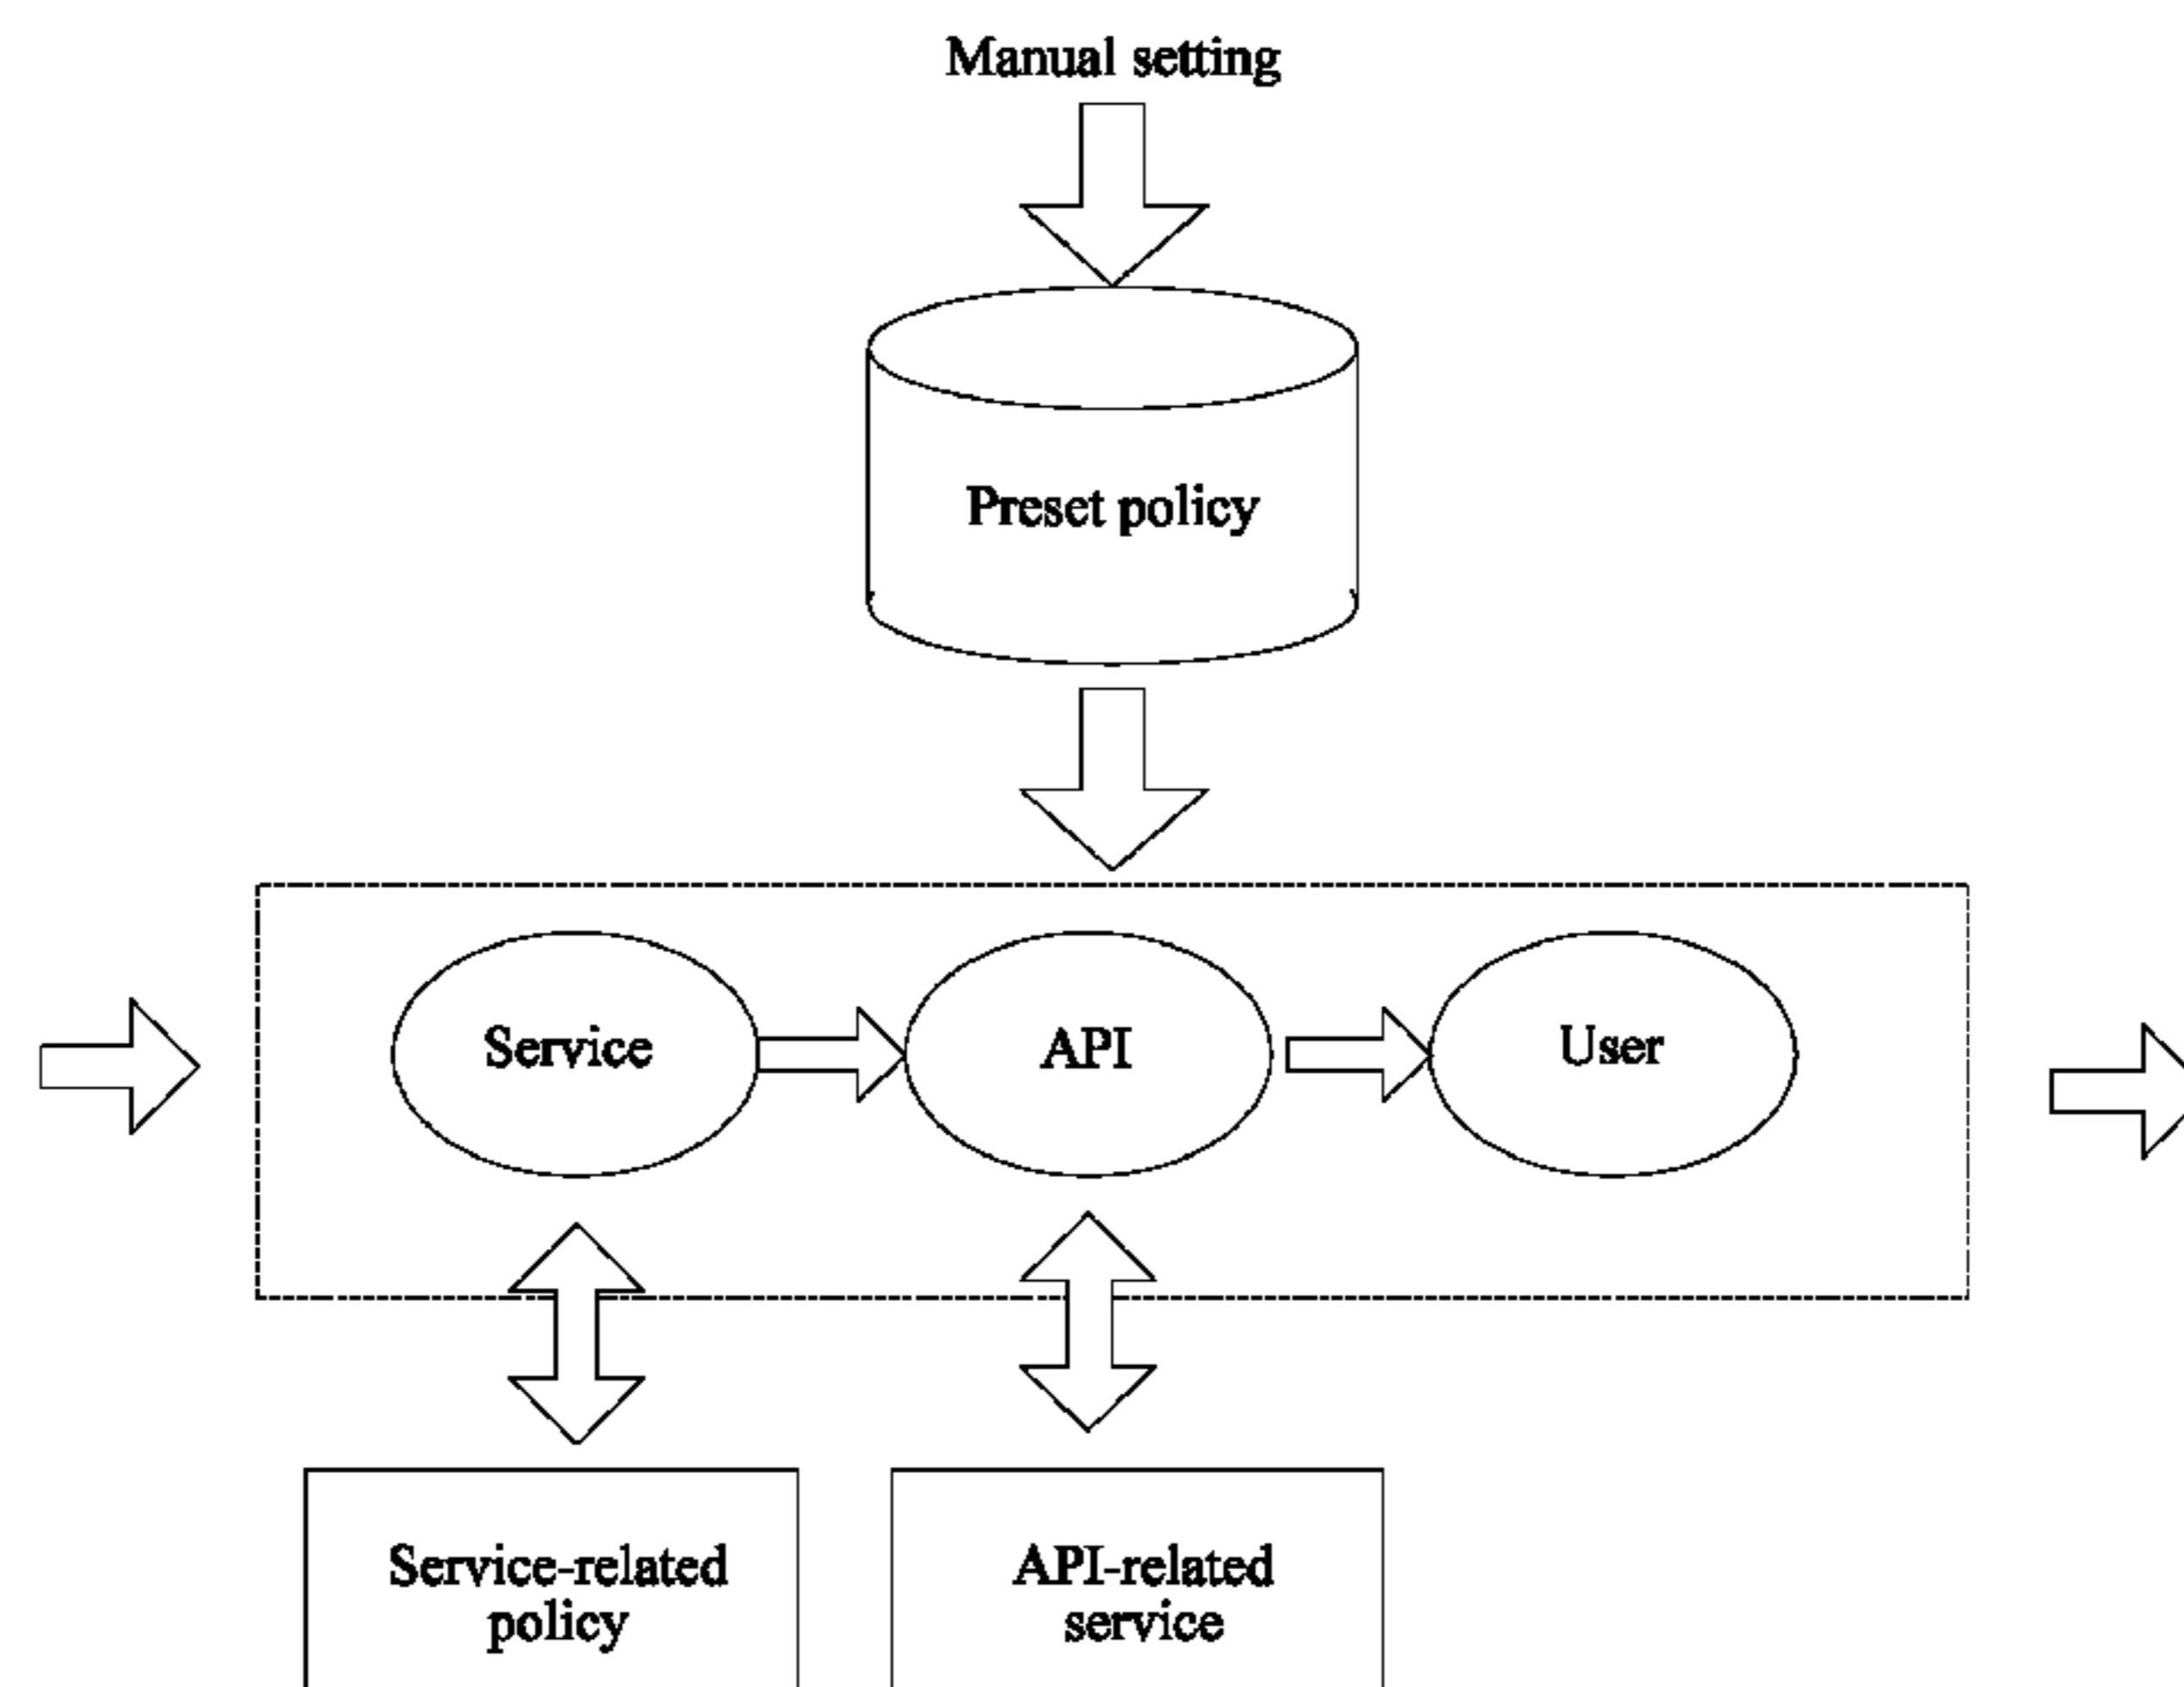 Manual setting
Preset policy
Service
API
User
Service-related
policy
API-related
service